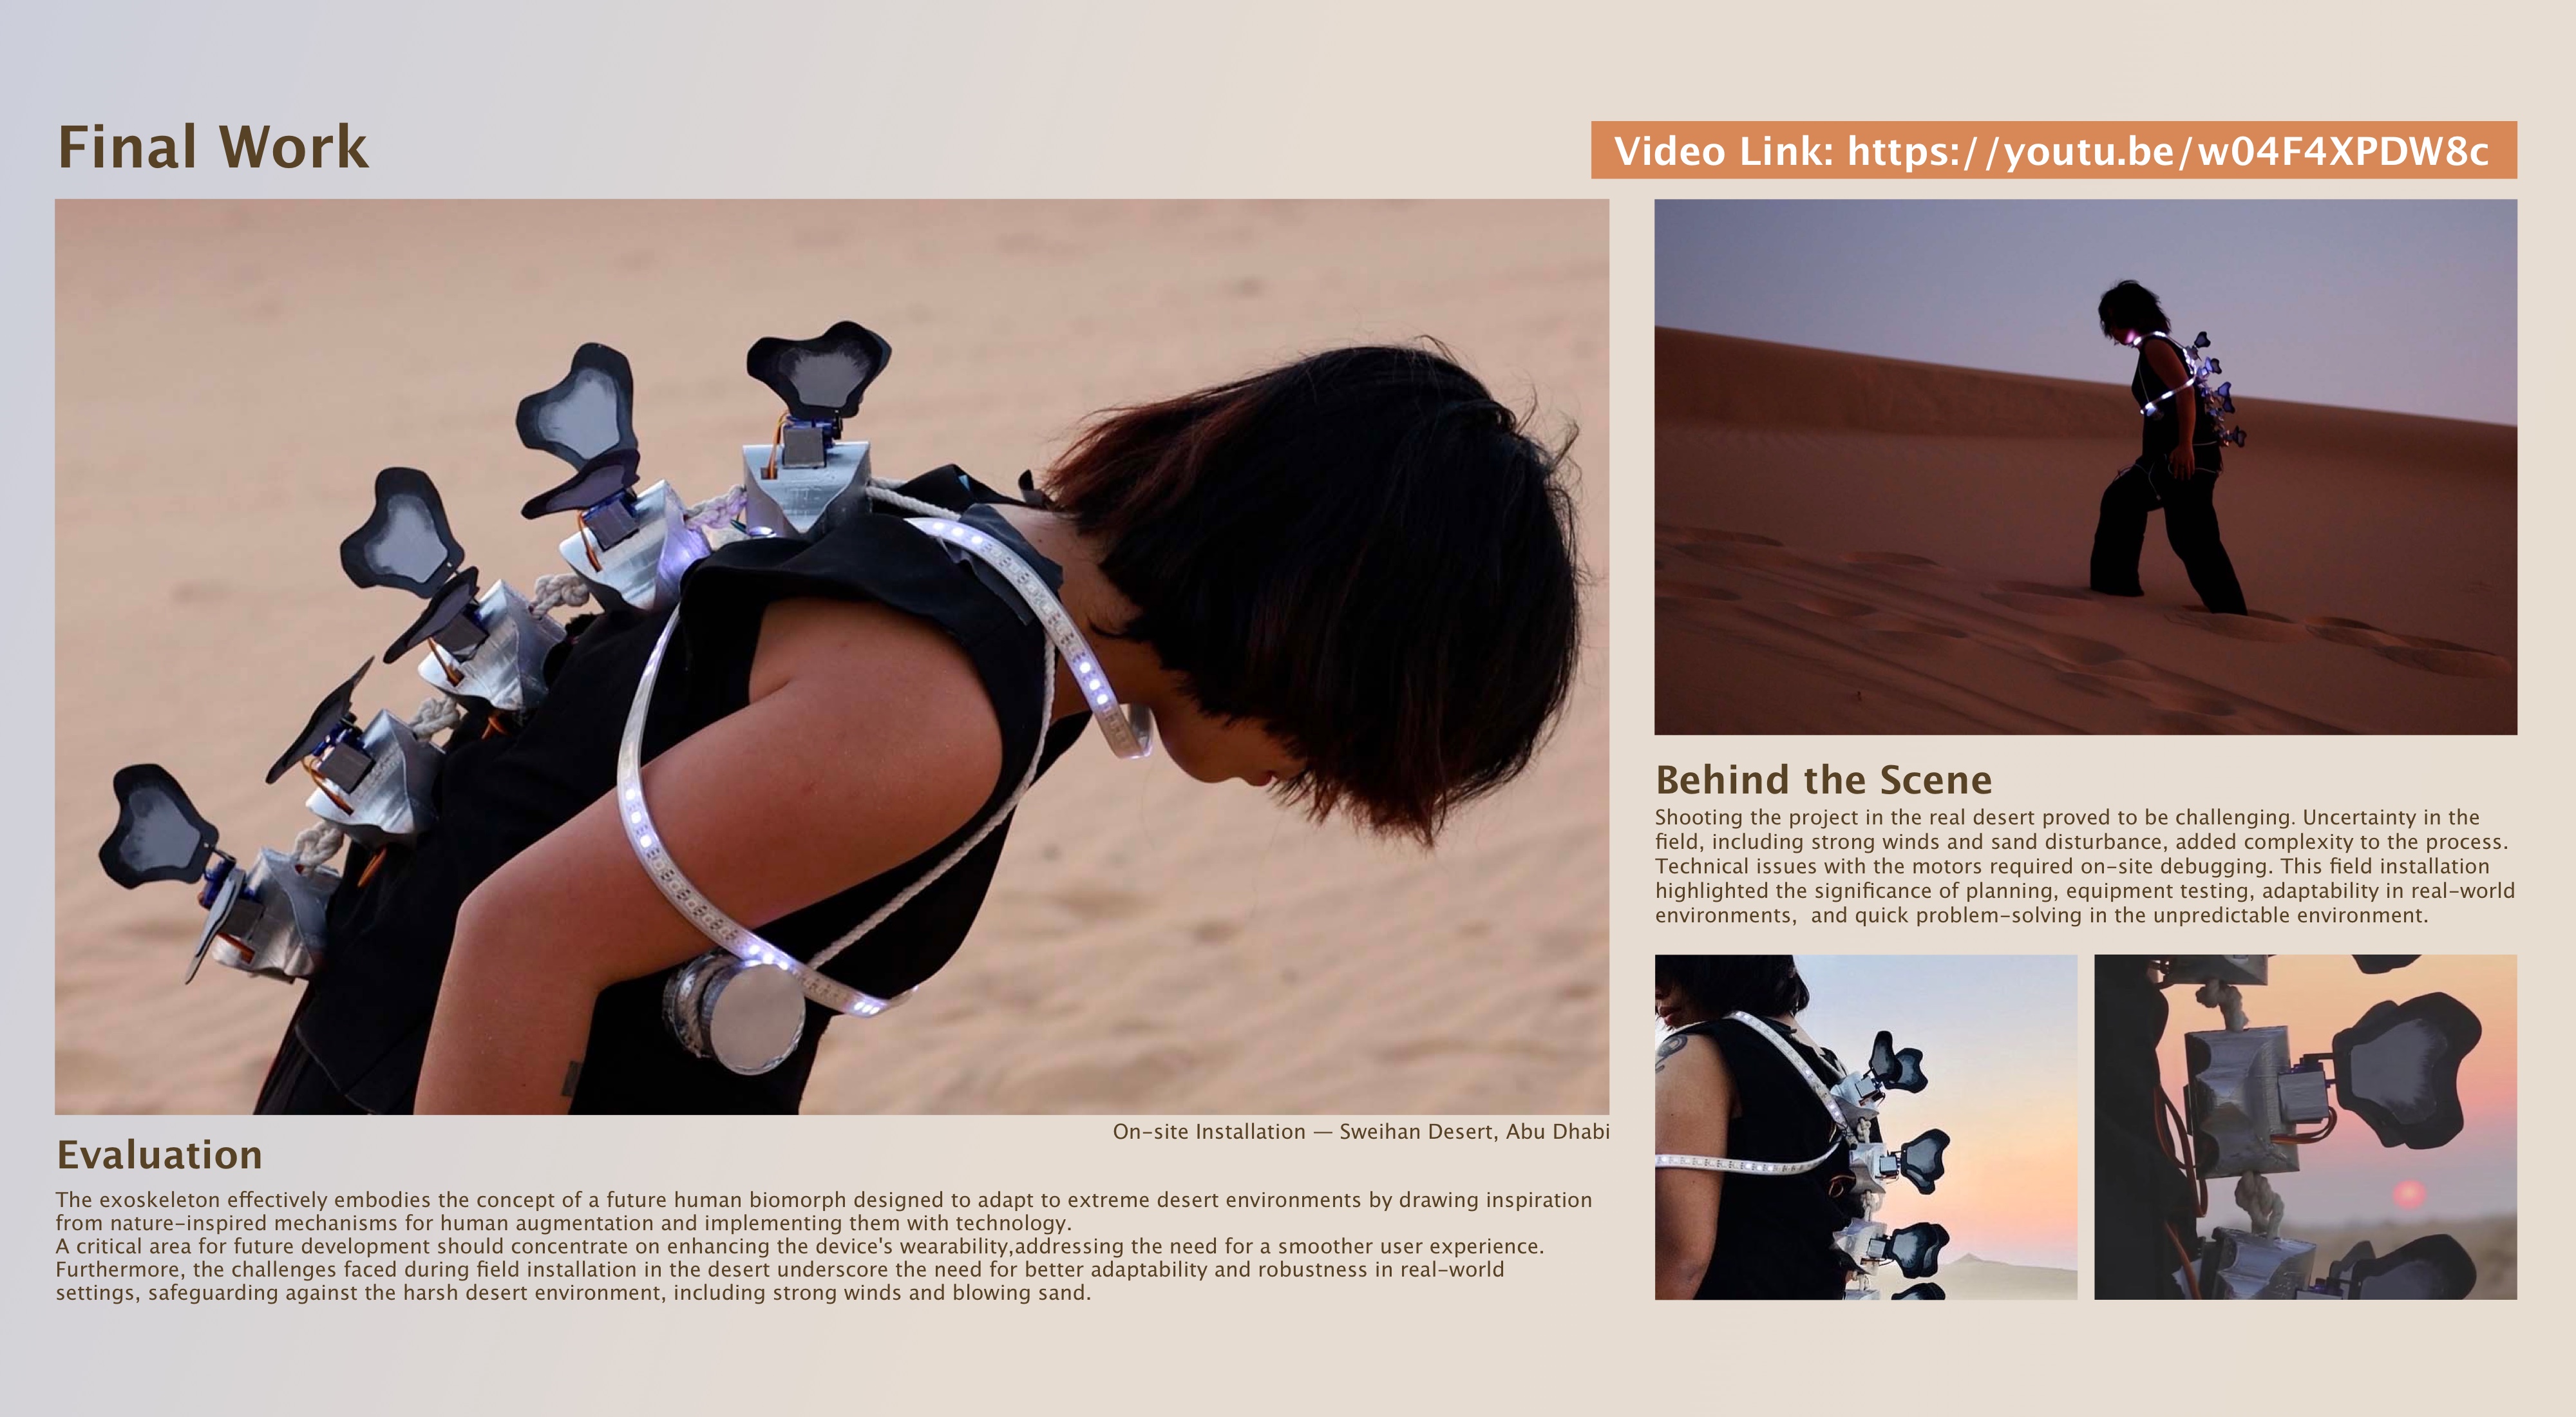 Final Work
Video Link: https://youtu.be/w04F4XPDW8c
On-site Installation — Sweihan Desert, Abu Dhabi
Evaluation
The exoskeleton effectively embodies the concept of a future human biomorph designed to adapt to extreme desert environments by drawing inspiration
from nature-inspired mechanisms for human augmentation and implementing them with technology.
A critical area for future development should concentrate on enhancing the device's wearability,addressing the need for a smoother user experience.
Furthermore, the challenges faced during field installation in the desert underscore the need for better adaptability and robustness in real-world
settings, safeguarding against the harsh desert environment, including strong winds and blowing sand.
Behind the Scene
Shooting the project in the real desert proved to be challenging. Uncertainty in the
field, including strong winds and sand disturbance, added complexity to the process.
Technical issues with the motors required on-site debugging. This field installation
highlighted the significance of planning, equipment testing, adaptability in real-world
environments,  and quick problem-solving in the unpredictable environment.